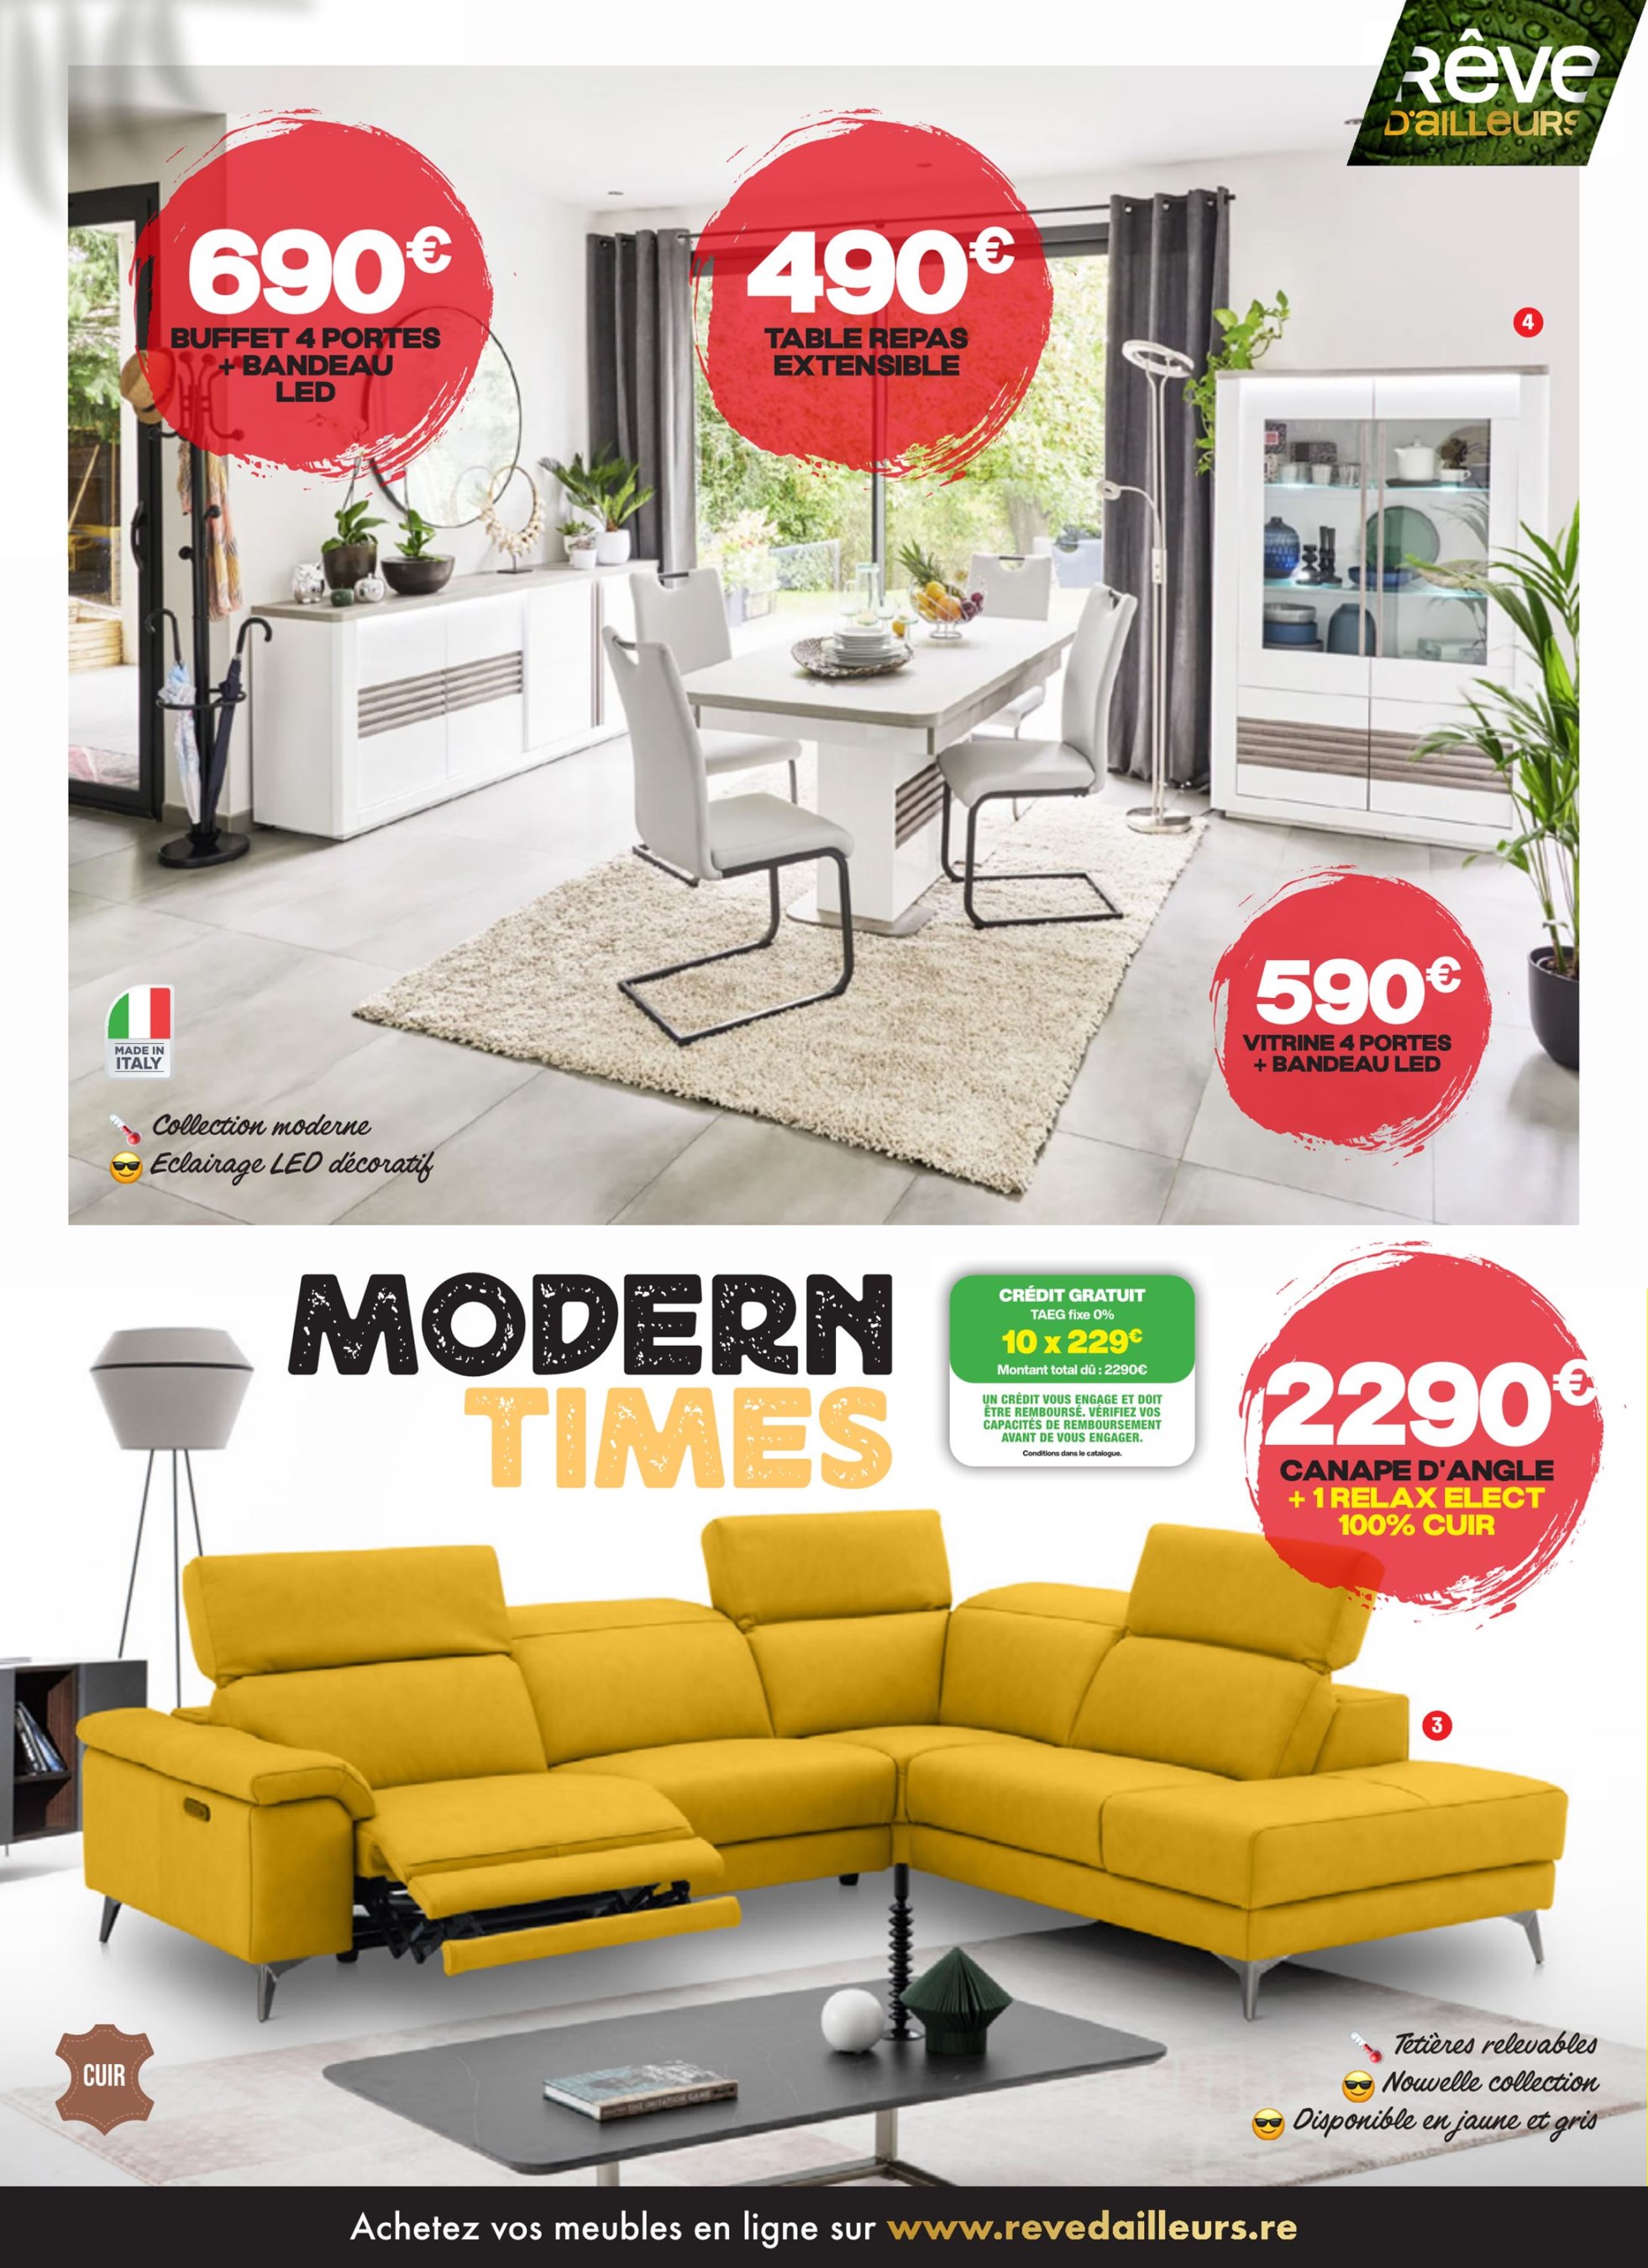 Rêve
D'AILLEURS
690€
BUFFET 4 PORTES
+ BANDEAU
LED
490€
TABLE REPAS
EXTENSIBLE
4
590€
VITRINE 4 PORTES
+ BANDEAU LED
MADE IN
ITALY
Collection moderne
Eclairage LED décoratif
MODERN
TIMES
CRÉDIT GRATUIT
TAEG fixe 0%
10 x 229€
Montant total dû : 2290€
UN CRÉDIT VOUS ENGAGE ET DOIT
ÊTRE REMBOURSÉ. VÉRIFIEZ VOS
CAPACITÉS DE REMBOURSEMENT
AVANT DE VOUS ENGAGER.
Conditions dans le catalogue.
2290€
CANAPE D'ANGLE
+ 1 RELAX ELECT
100% CUIR
3
CUIR
THE IMITATION GAME
Tetières relevables
Nouvelle collection
Disponible en jaune et gris
Achetez vos meubles en ligne sur www.revedailleurs.re